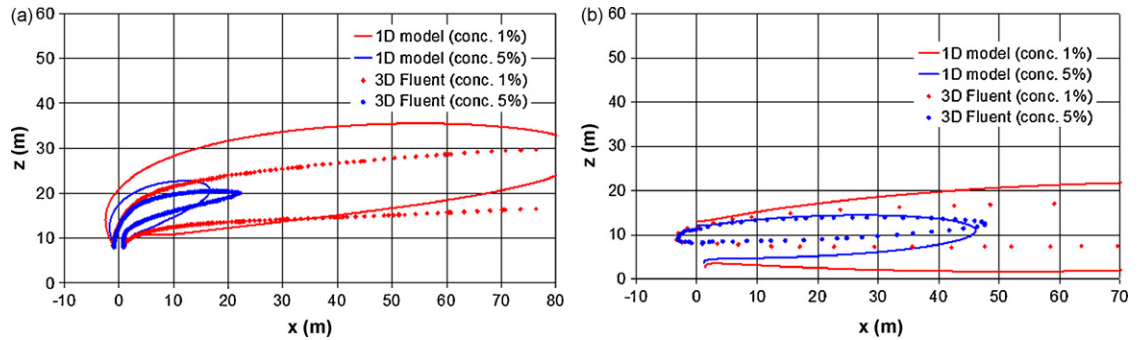 (a)
60
50
40
30
20
10
0
z (m)
-10 0 10 20 30 40 50 60 70 80
x (m)
1D model (conc. 1%)
1D model (conc. 5%)
3D Fluent (conc. 1%)
3D Fluent (conc. 5%)
(b)
60
50
40
30
20
10
0
z (m)
-10 0 10 20 30 40 50 60 70
x (m)
1D model (conc. 1%)
1D model (conc. 5%)
3D Fluent (conc. 1%)
3D Fluent (conc. 5%)